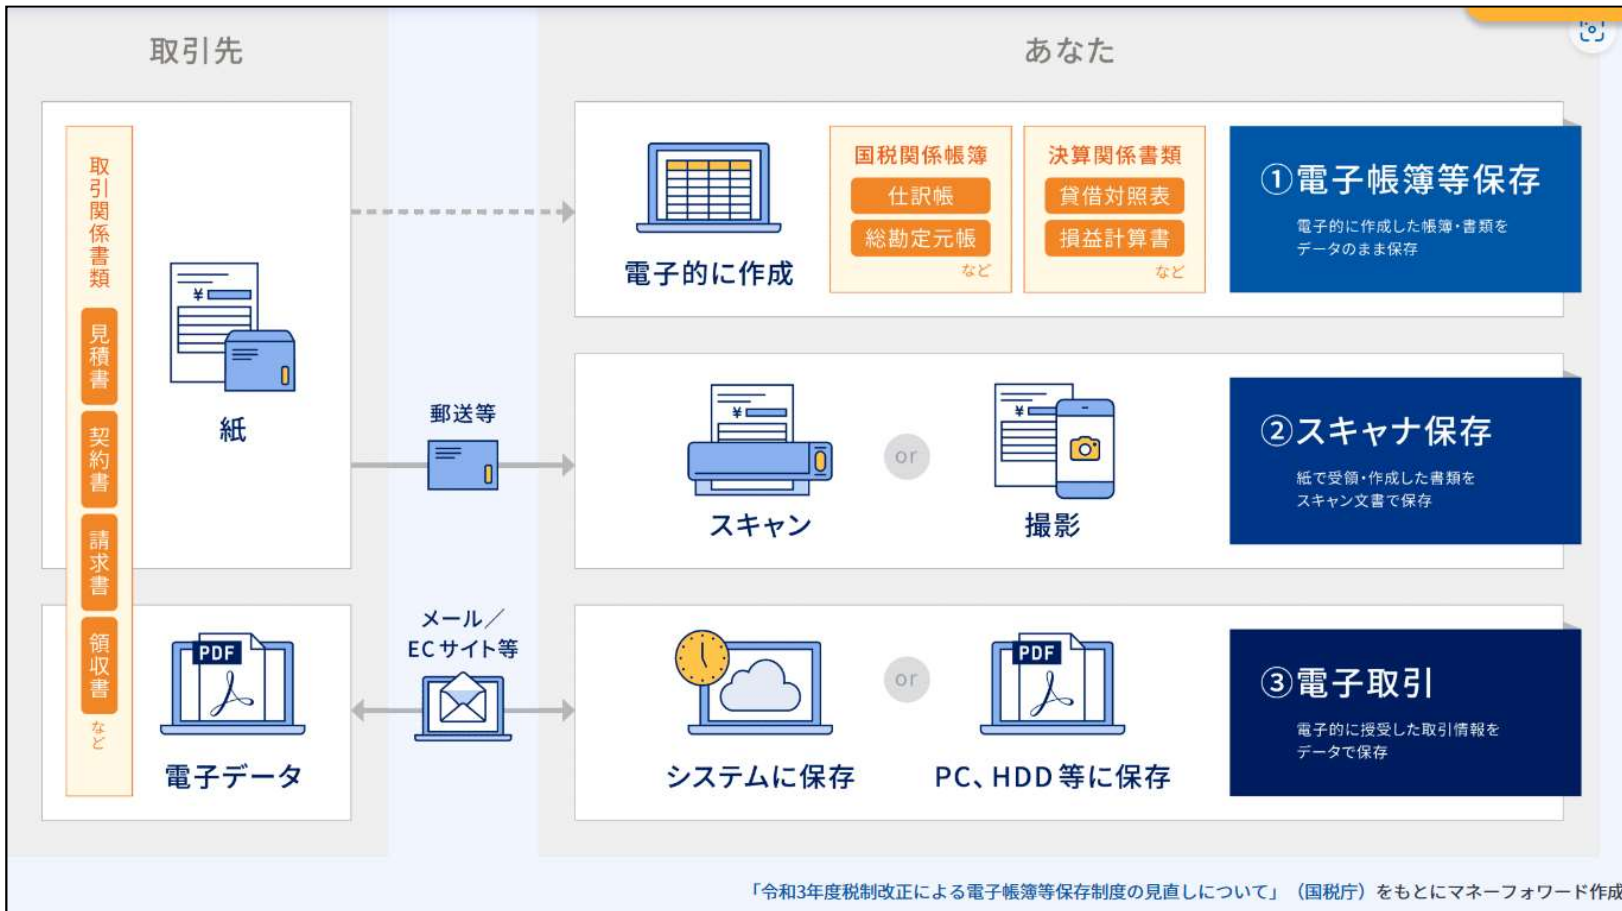 取引先
あなた
取引関係書類
見積書
契約書
請求書
領収書
など
¥
紙
PDF
電子データ
郵送等
メール／
ECサイト等
電子的に作成
国税関係帳簿
仕訳帳
総勘定元帳
など
決算関係書類
貸借対照表
損益計算書
など
①電子帳簿等保存
電子的に作成した帳簿・書類を
データのまま保存
¥
スキャン
or
¥
撮影
②スキャナ保存
紙で受領・作成した書類を
スキャン文書で保存
システムに保存
or
PDF
PC、HDD等に保存
③電子取引
電子的に授受した取引情報を
データで保存
「令和3年度税制改正による電子帳簿等保存制度の見直しについて」（国税庁）をもとにマネーフォワード作成